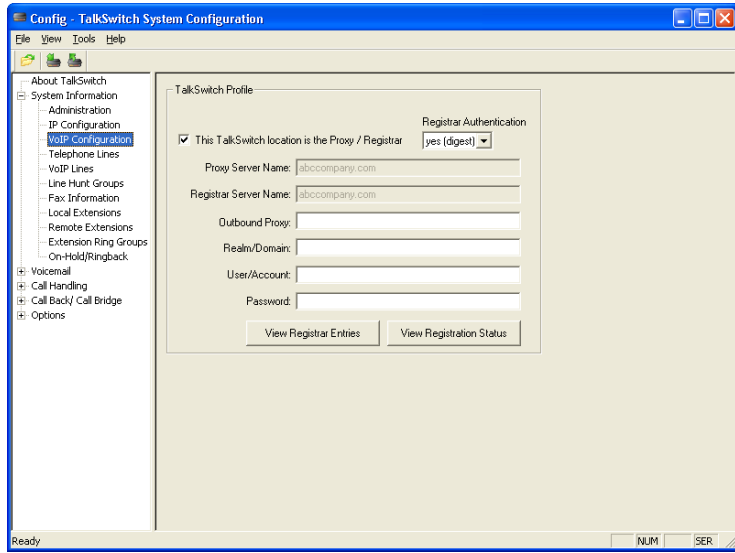 Config - TalkSwitch System Configuration
File View Tools Help
About TalkSwitch
System Information
Administration
IP Configuration
VoIP Configuration
Telephone Lines
VoIP Lines
Line Hunt Groups
Fax Information
Local Extensions
Remote Extensions
Extension Ring Groups
On-Hold/Ringback
Voicemail
Call Handling
Call Back/ Call Bridge
Options
TalkSwitch Profile
Registrar Authentication
This TalkSwitch location is the Proxy / Registrar yes (digest)
Proxy Server Name: abccompany.com
Registrar Server Name: abccompany.com
Outbound Proxy:
Realm/Domain:
User/Account:
Password:
View Registrar Entries View Registration Status
Ready NUM SER